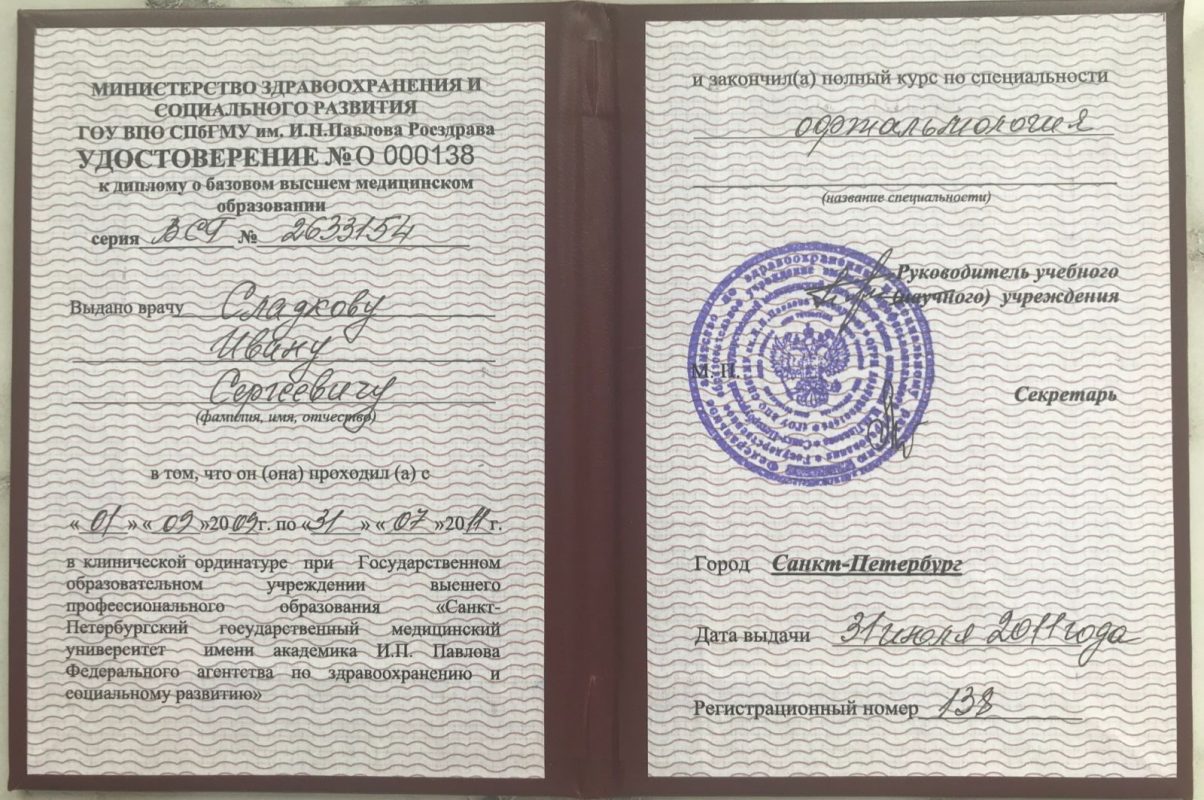 МИНИСТЕРСТВО ЗДРАВООХРАНЕНИЯ И
СОЦИАЛЬНОГО РАЗВИТИЯ
ГОУ ВПО СПбГМУ им. И.П.Павлова Росздрава
УДОСТОВЕРЕНИЕ №О 000138
к диплому о базовом высшем медицинском
образовании
серия ВСГ № 2633154
Выдано врачу Сладкову
Ивану
Сергеевичу
(фамилия, имя, отчество)
в том, что он (она) проходил (а) с
«01» «09»2009г. по «31» «07»2011 г.
в клинической ординатуре при Государственном
образовательном учреждении высшего
профессионального образования «Санкт-
Петербургский государственный медицинский
университет имени академика И.П. Павлова
Федерального агентства по здравоохранению и
социальному развитию»
и закончил(а) полный курс по специальности
офтальмология
(название специальности)
Руководитель учебного
(научного) учреждения
М. П.
Секретарь
Город Санкт-Петербург
Дата выдачи 31 июля 2011 года
Регистрационный номер 138